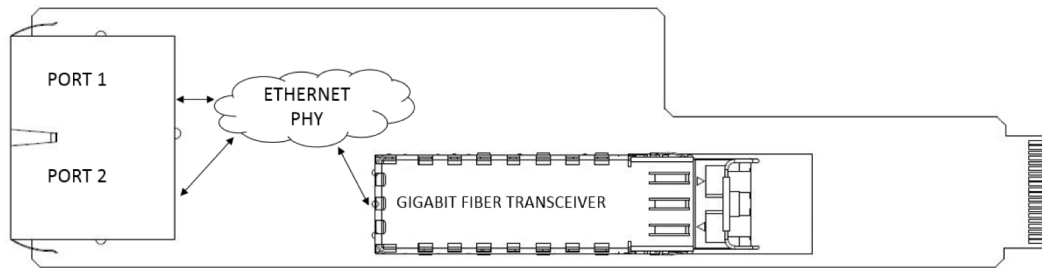 PORT 1
ETHERNET
PHY
PORT 2
GIGABIT FIBER TRANSCEIVER